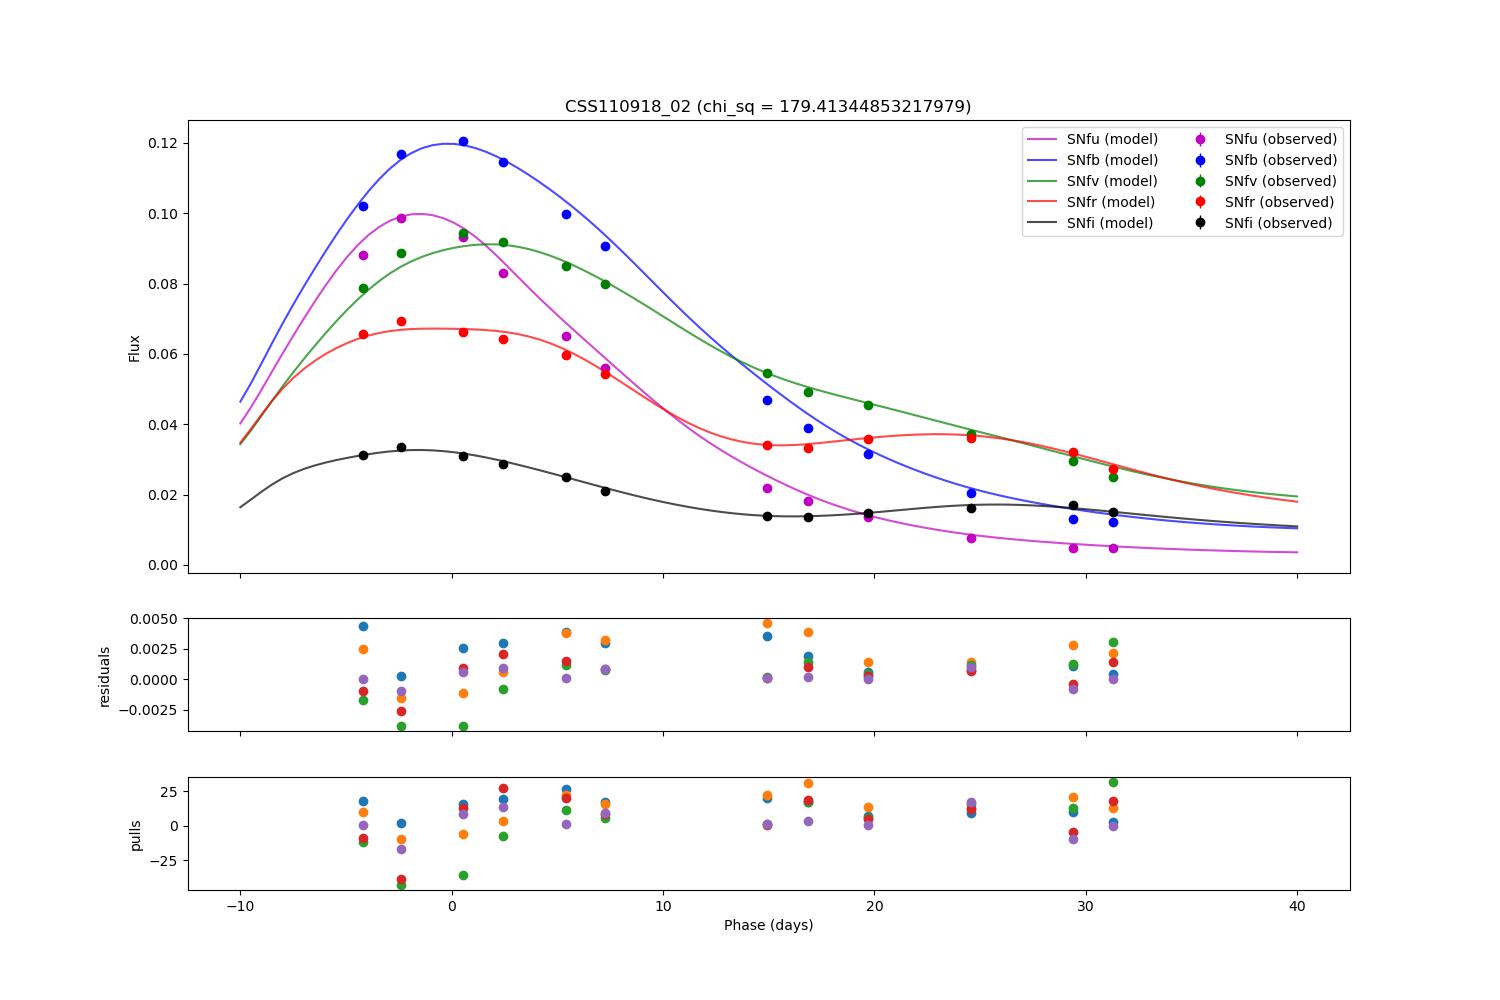 CSS110918_02 (chi_sq = 179.41344853217979)
SNfu (model) SNfu (observed)
SNfb (model) SNfb (observed)
SNfv (model) SNfv (observed)
SNfr (model) SNfr (observed)
SNfi (model) SNfi (observed)
Flux
0.12
0.10
0.08
0.06
0.04
0.02
0.00
residuals
0.0050
0.0025
0.0000
−0.0025
pulls
25
0
−25
−10 0 10 20 30 40
Phase (days)